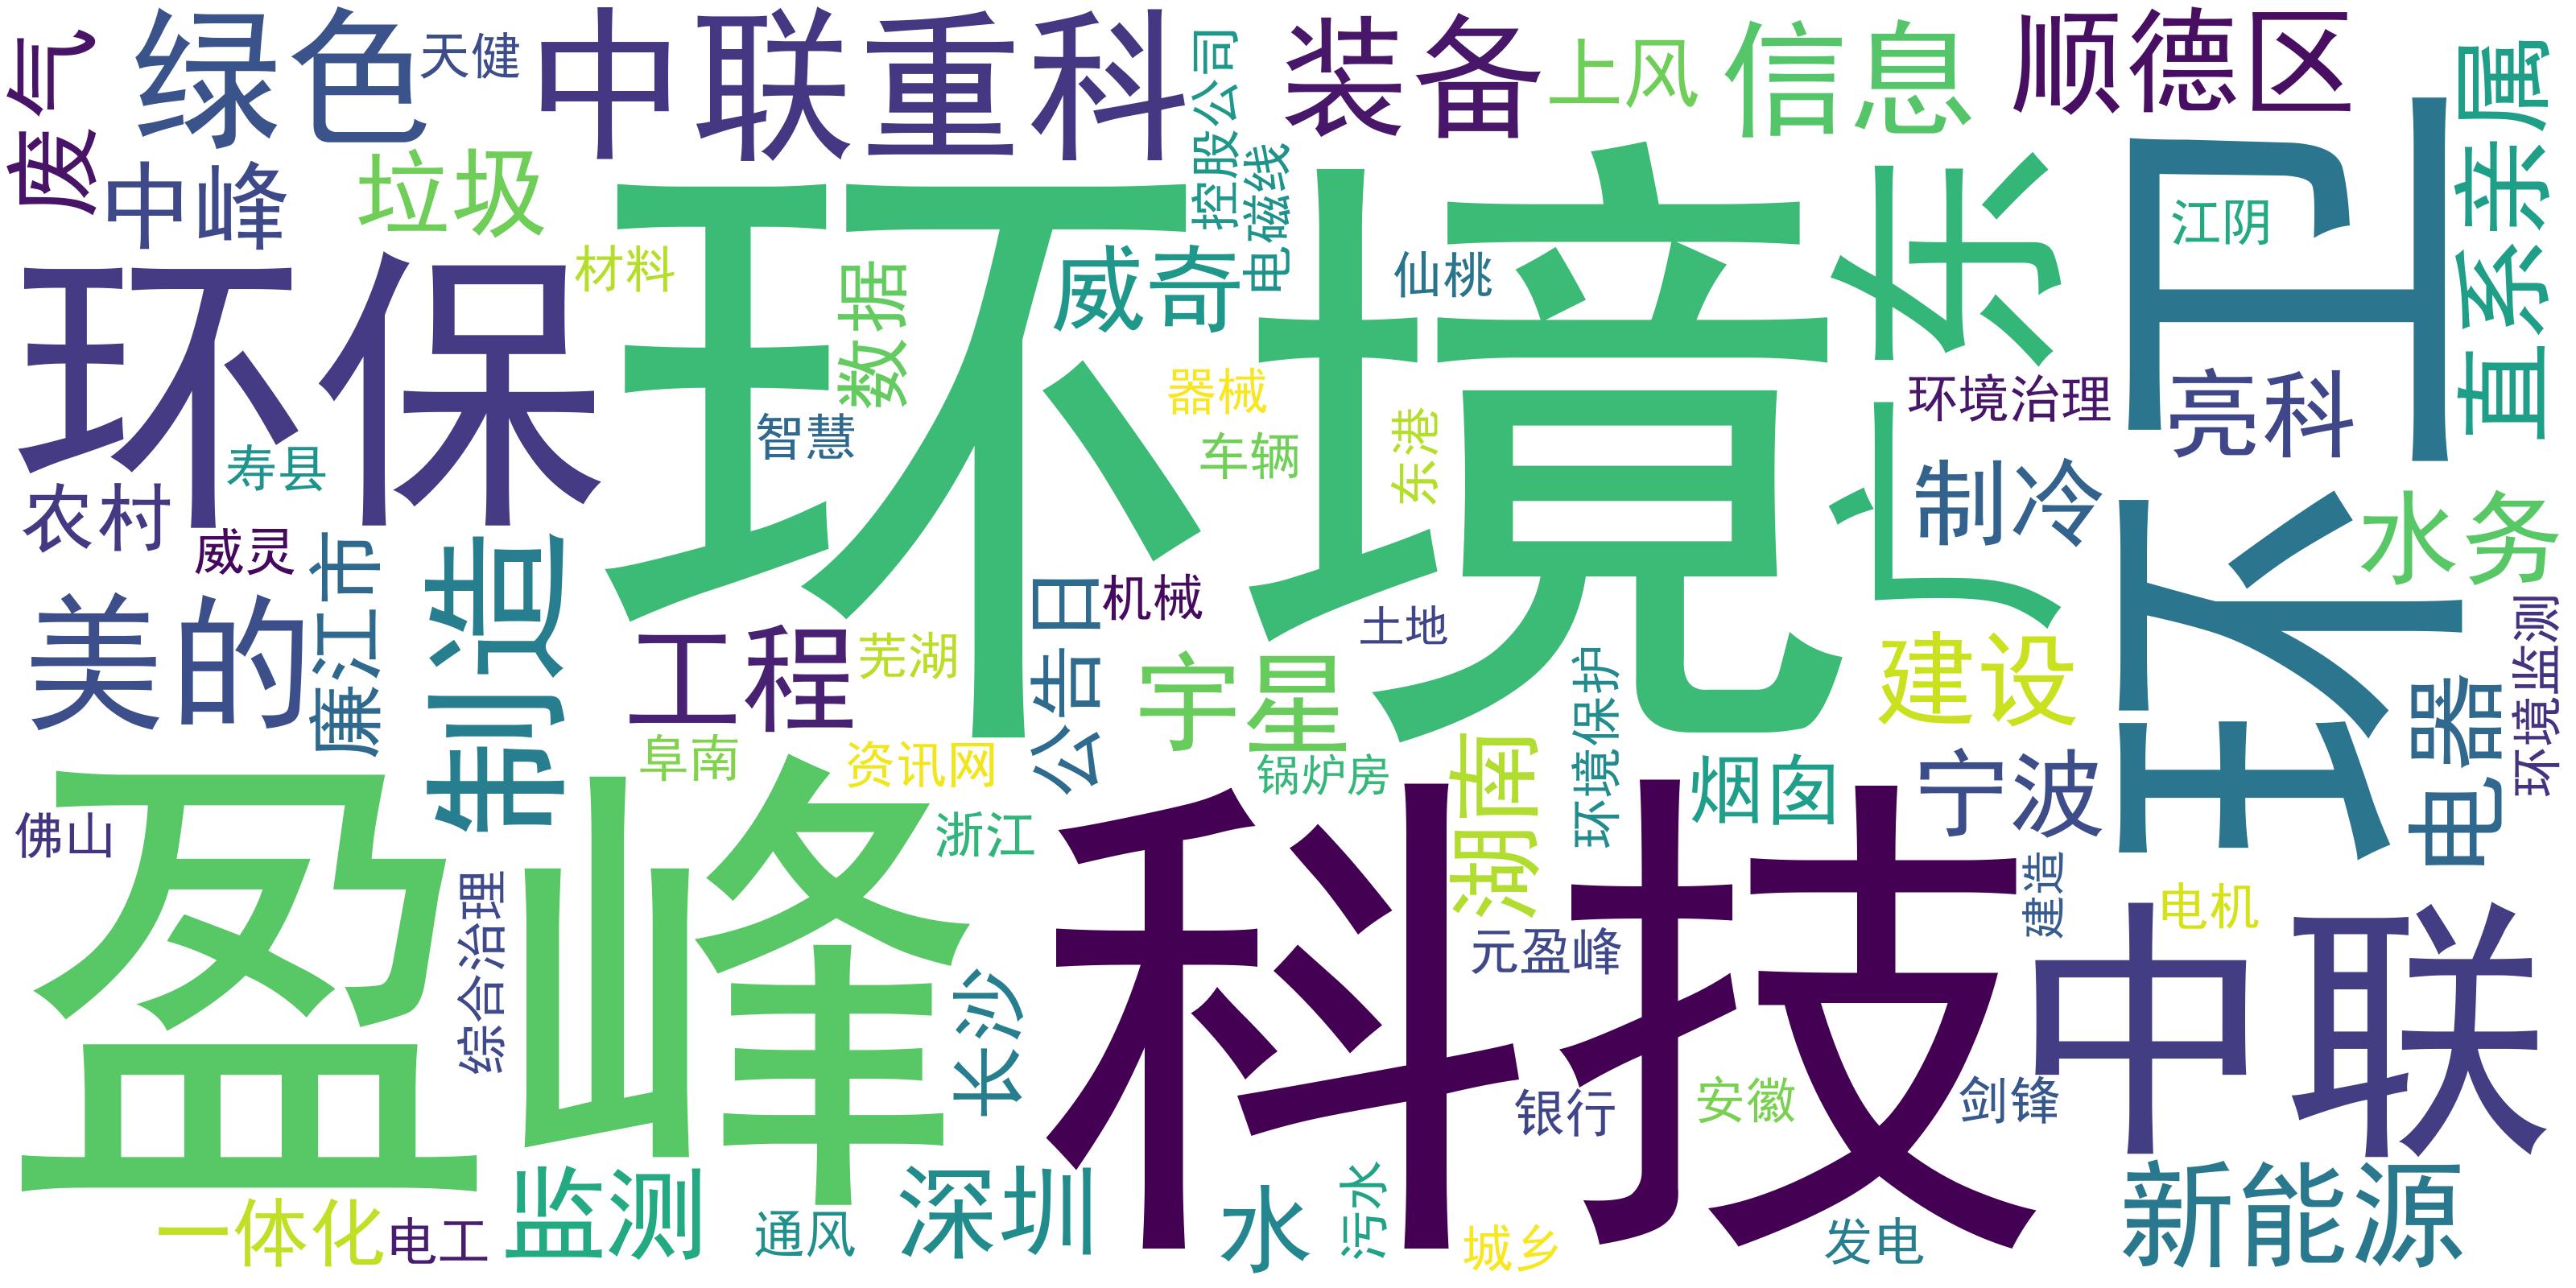 废气
绿色
天健
中联重科
控股公司
装备
上风
信息
顺德区
直系亲属
中峰
垃圾
电磁线
江阴
环保
材料
数据
环境
威奇
仙桃
广东
环卫
亮科
环境治理
寿县
智慧
器械
车辆
东港
制冷
水务
农村
威灵
廉江市
制造
美的
工程
芜湖
公告日
机械
宇星
土地
建设
环境监测
电器
阜南
资讯网
锅炉房
湖南
环境保护
烟囱
宁波
佛山
盈峰
浙江
科技
元盈峰
建造
电机
中联
综合治理
长沙
银行
安徽
剑锋
一体化
电工
监测
通风
深圳
水
污水
城乡
发电
新能源